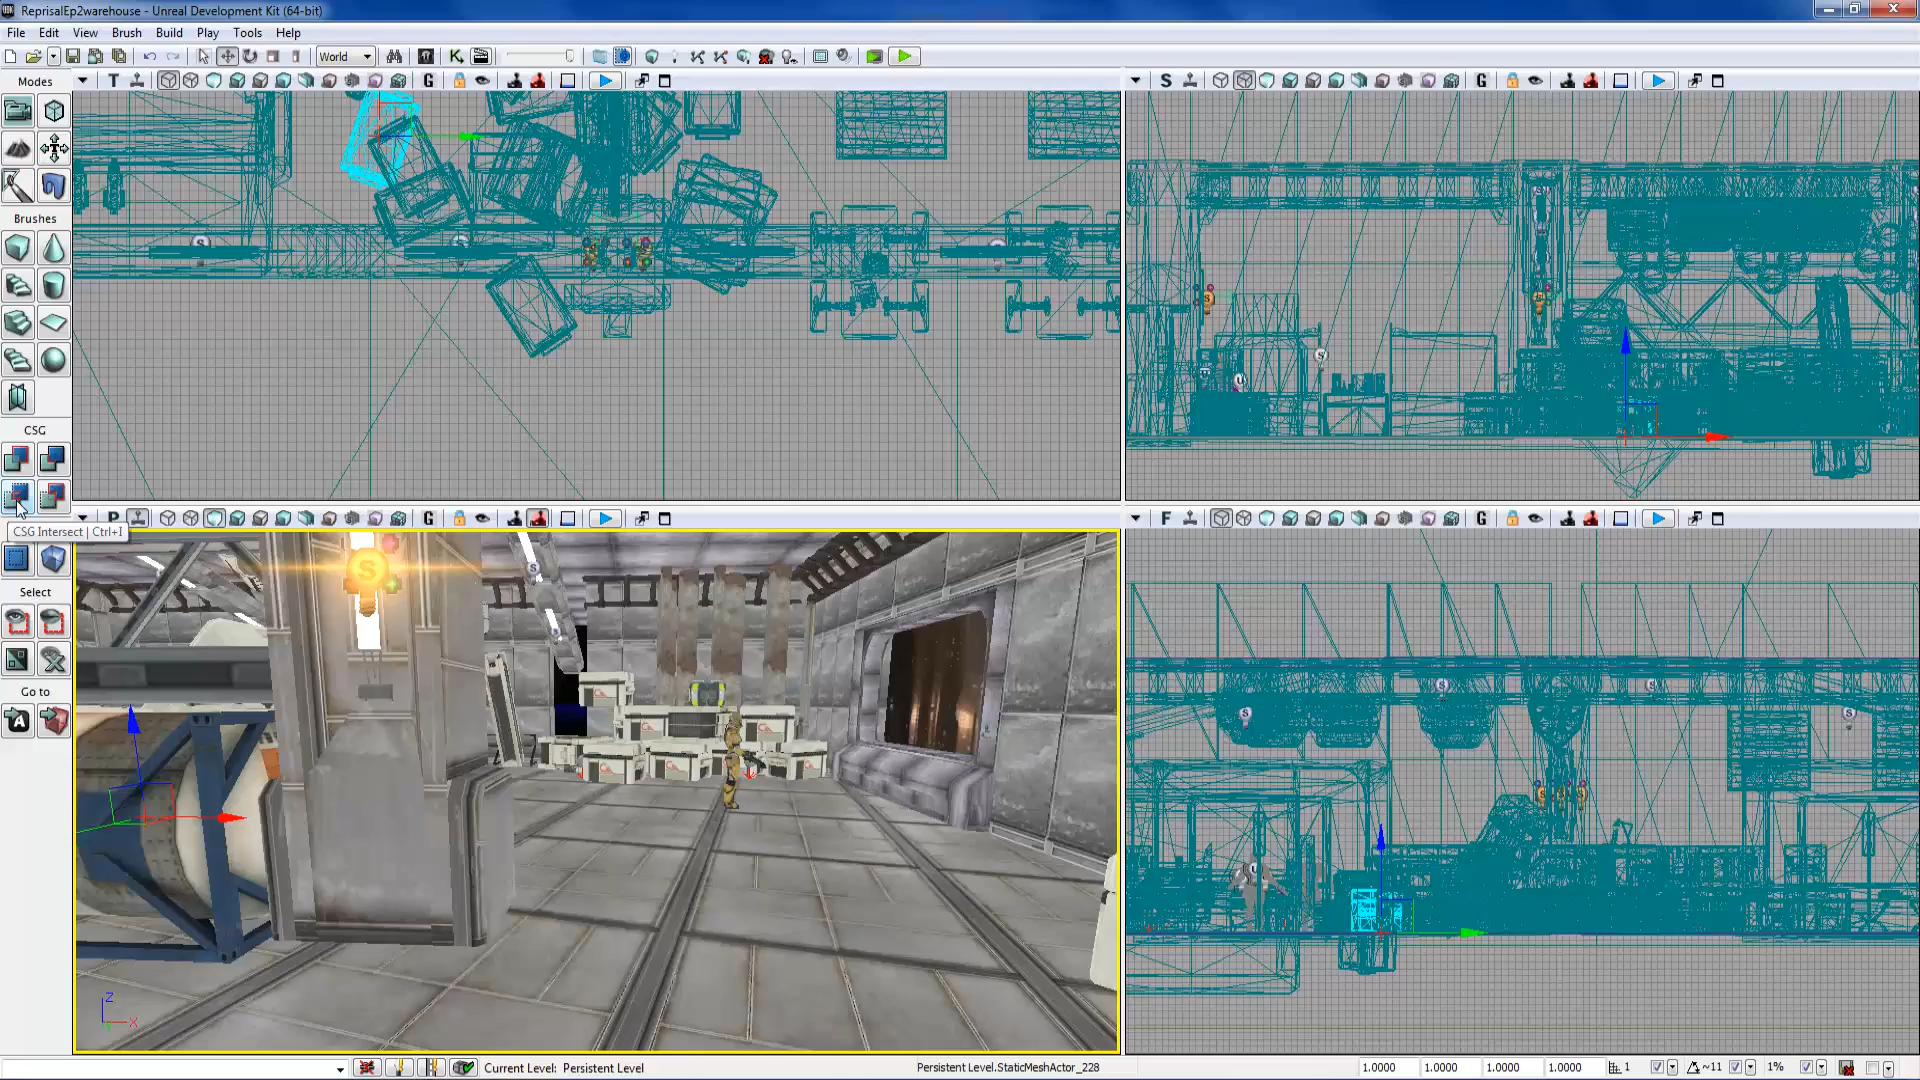 ReprisalEp2warehouse - Unreal Development Kit (64-bit)
File Edit View Brush Build Play Tools Help
World
Modes
T G
S G
Brushes
CSG
P G
F G
CSG Intersect | Ctrl+I
Select
Go to
A
Z
X
Current Level: Persistent Level
Persistent Level.StaticMeshActor_228
1.0000 1.0000 1.0000 1.0000
1
~11
1%